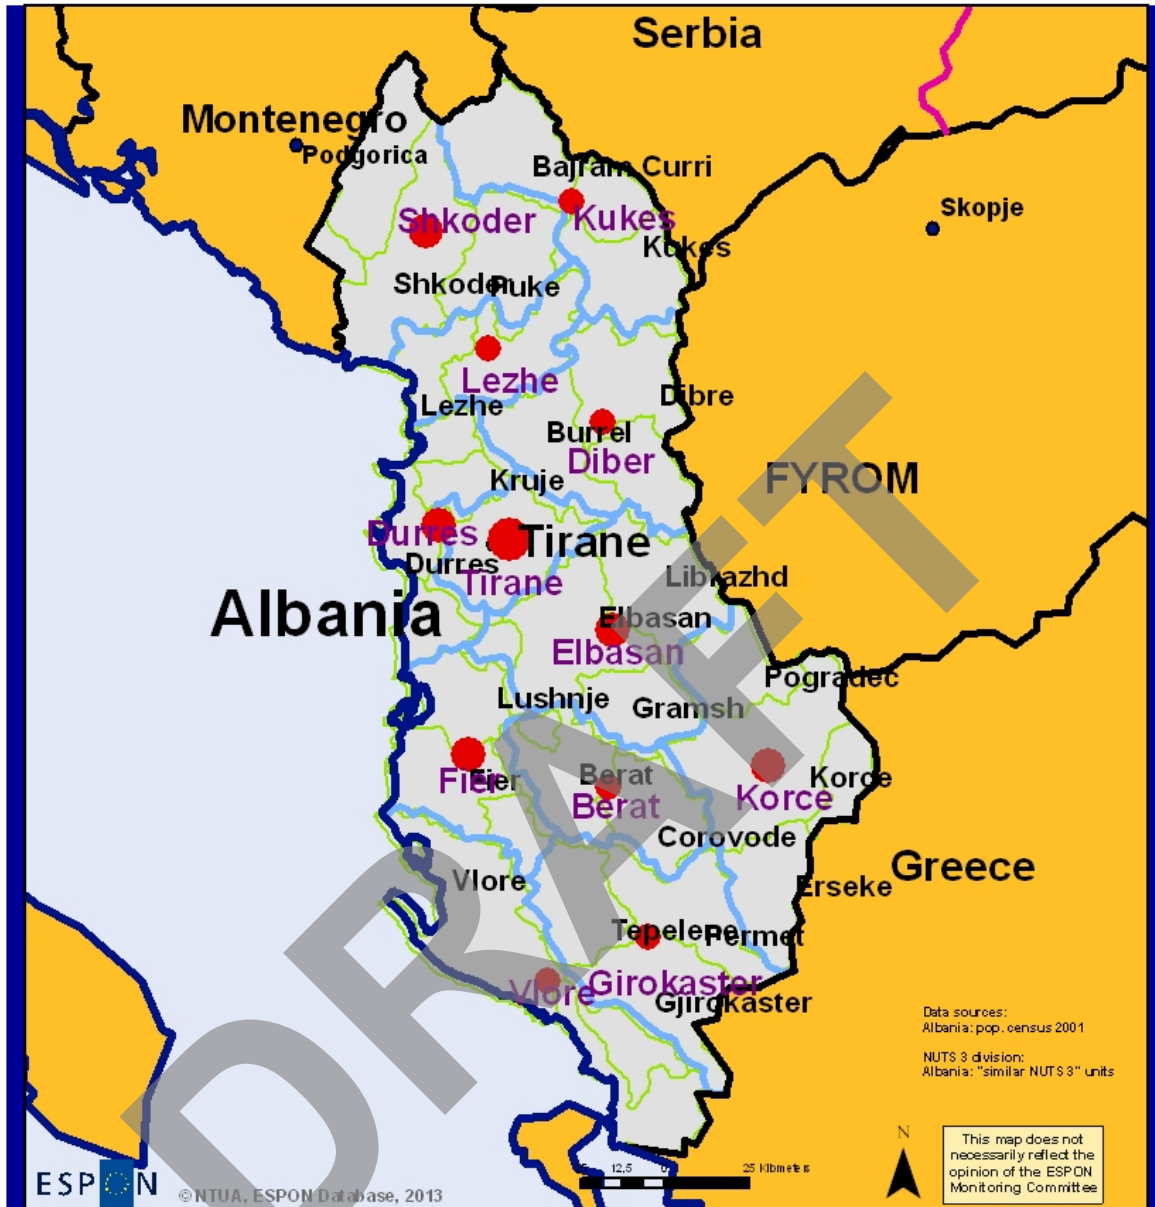 Serbia
Montenegro
Podgorica
Bajram Curri
Skopje
Shkoder
Kukes
Kukes
Shkoder
Puke
Lezhe
Lezhe
Dibre
Burrel
Diber
Kruje
FYROM
Durres
Tirane
Durres
Tirane
Librazhd
Albania
Elbasan
Elbasan
Pogradec
Lushnje
Gramsh
Fier
Fier
Berat
Berat
Korce
Korce
Corovode
Vlore
Erseke
Greece
Tepelene
Permet
Girokaster
Vlore
Gjirokaster
DRAFT
Data sources:
Albania: pop. census 2001
NUTS 3 division:
Albania: "similar NUTS 3" units
N
This map does not
necessarily reflect the
opinion of the ESPON
Monitoring Committee
12,5
25 Kilometers
ESPON
© NTUA, ESPON Database, 2013